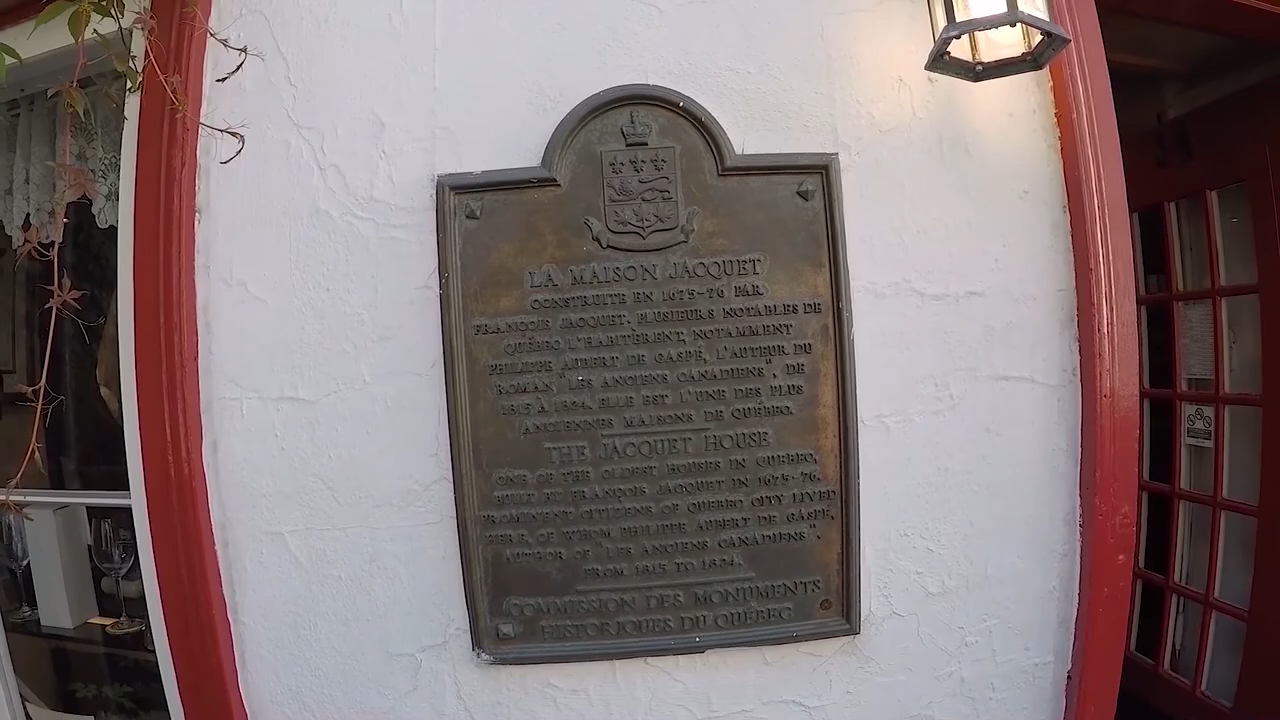 LA MAISON JACQUET
CONSTRUITE EN 1675-76 PAR
FRANÇOIS JACQUET. PLUSIEURS NOTABLES DE
QUÉBEC L'HABITÈRENT, NOTAMMENT
PHILIPPE AUBERT DE GASPÉ, L'AUTEUR DU
ROMAN "LES ANCIENS CANADIENS", DE
1815 À 1824. ELLE EST L'UNE DES PLUS
ANCIENNES MAISONS DE QUÉBEC.
THE JACQUET HOUSE
ONE OF THE OLDEST HOUSES IN QUEBEC,
BUILT BY FRANÇOIS JACQUET IN 1675-76.
PROMINENT CITIZENS OF QUEBEC CITY LIVED
HERE, OF WHOM PHILIPPE AUBERT DE GASPÉ,
AUTHOR OF "LES ANCIENS CANADIENS",
FROM 1815 TO 1824.
COMMISSION DES MONUMENTS
HISTORIQUES DU QUÉBEC